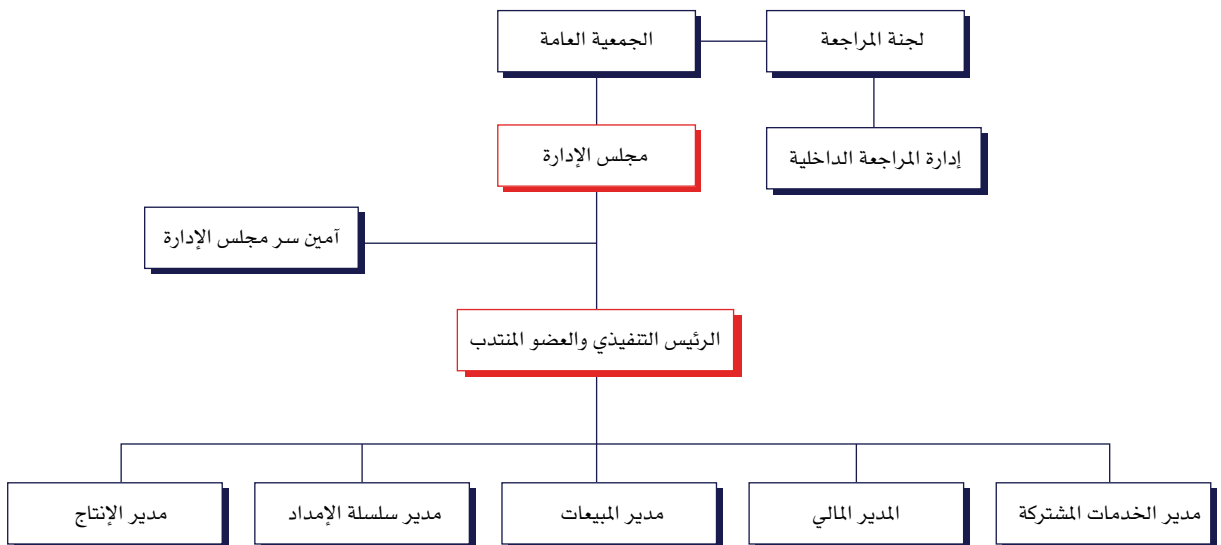 لجنة المراجعة
الجمعية العامة
إدارة المراجعة الداخلية
مجلس الإدارة
آمين سر مجلس الإدارة
الرئيس التنفيذي والعضو المنتدب
مدير الخدمات المشتركة
المدير المالي
مدير المبيعات
مدير سلسلة الإمداد
مدير الإنتاج